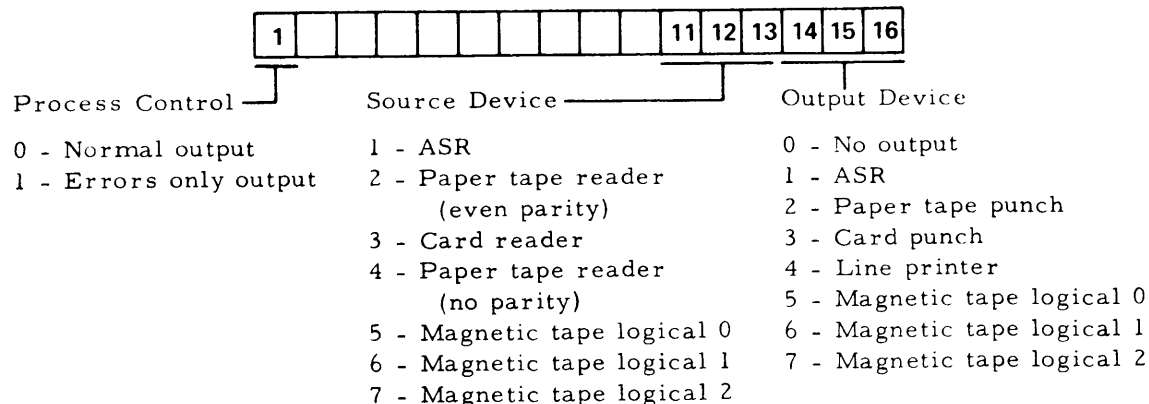 1 11 12 13 14 15 16
Process Control
0 - Normal output
1 - Errors only output
Source Device
1 - ASR
2 - Paper tape reader
(even parity)
3 - Card reader
4 - Paper tape reader
(no parity)
5 - Magnetic tape logical 0
6 - Magnetic tape logical 1
7 - Magnetic tape logical 2
Output Device
0 - No output
1 - ASR
2 - Paper tape punch
3 - Card punch
4 - Line printer
5 - Magnetic tape logical 0
6 - Magnetic tape logical 1
7 - Magnetic tape logical 2